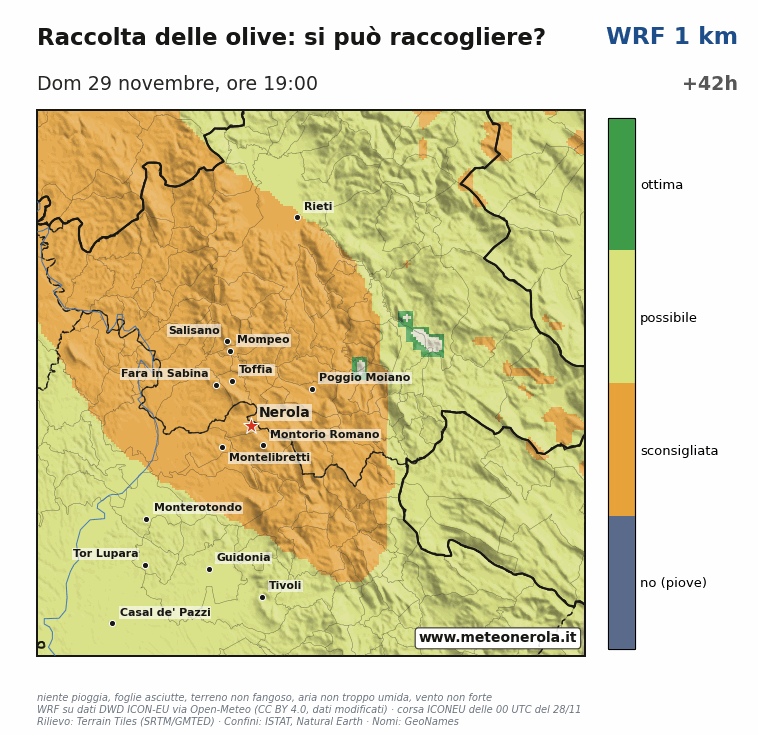 Raccolta delle olive: si può raccogliere?
WRF 1 km
Dom 29 novembre, ore 19:00
+42h
ottima
possibile
sconsigliata
no (piove)
Rieti
Salisano
Mompeo
Toffia
Fara in Sabina
Poggio Moiano
Nerola
Montorio Romano
Montelibretti
Monterotondo
Tor Lupara
Guidonia
Tivoli
Casal de' Pazzi
www.meteonerola.it
niente pioggia, foglie asciutte, terreno non fangoso, aria non troppo umida, vento non forte
WRF su dati DWD ICON-EU via Open-Meteo (CC BY 4.0, dati modificati) · corsa ICONEU delle 00 UTC del 28/11
Rilievo: Terrain Tiles (SRTM/GMTED) · Confini: ISTAT, Natural Earth · Nomi: GeoNames